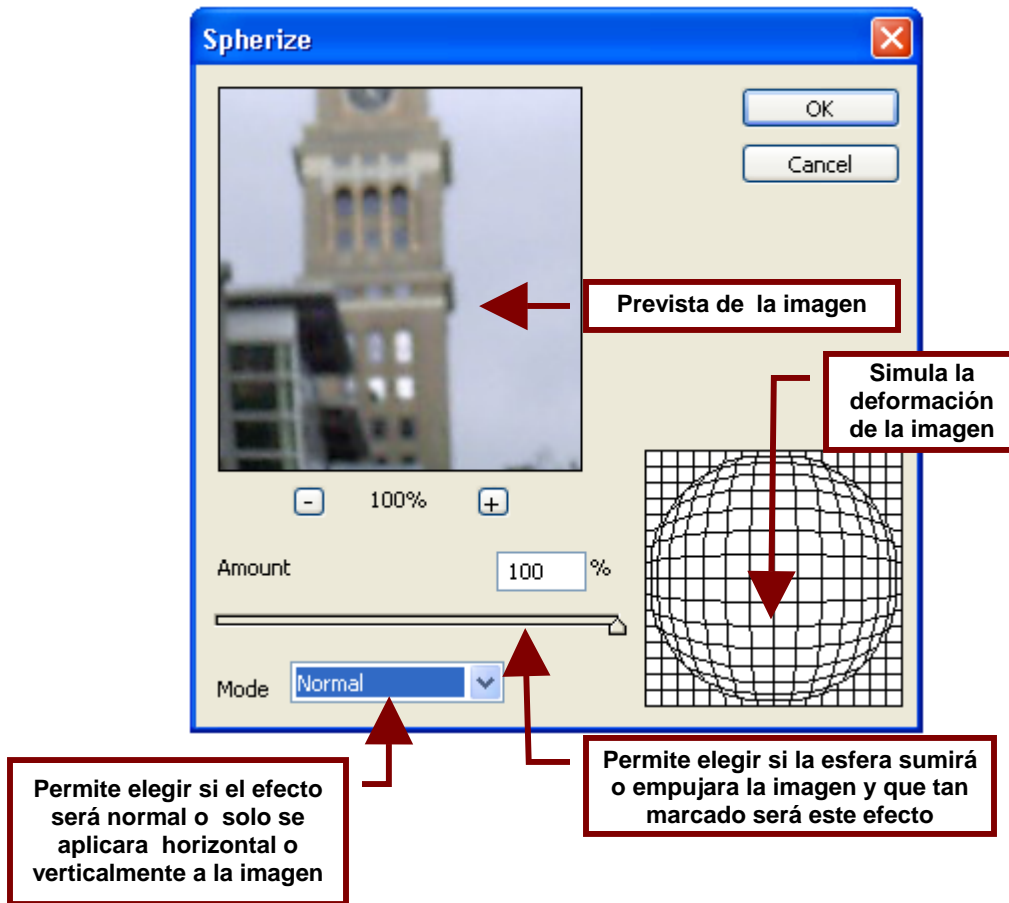 Spherize
OK
Cancel
Prevista de la imagen
Simula la
deformación
de la imagen
- 100% +
Amount 100 %
Mode Normal
Permite elegir si la esfera sumirá
o empujara la imagen y que tan
marcado será este efecto
Permite elegir si el efecto
será normal o solo se
aplicara horizontal o
verticalmente a la imagen